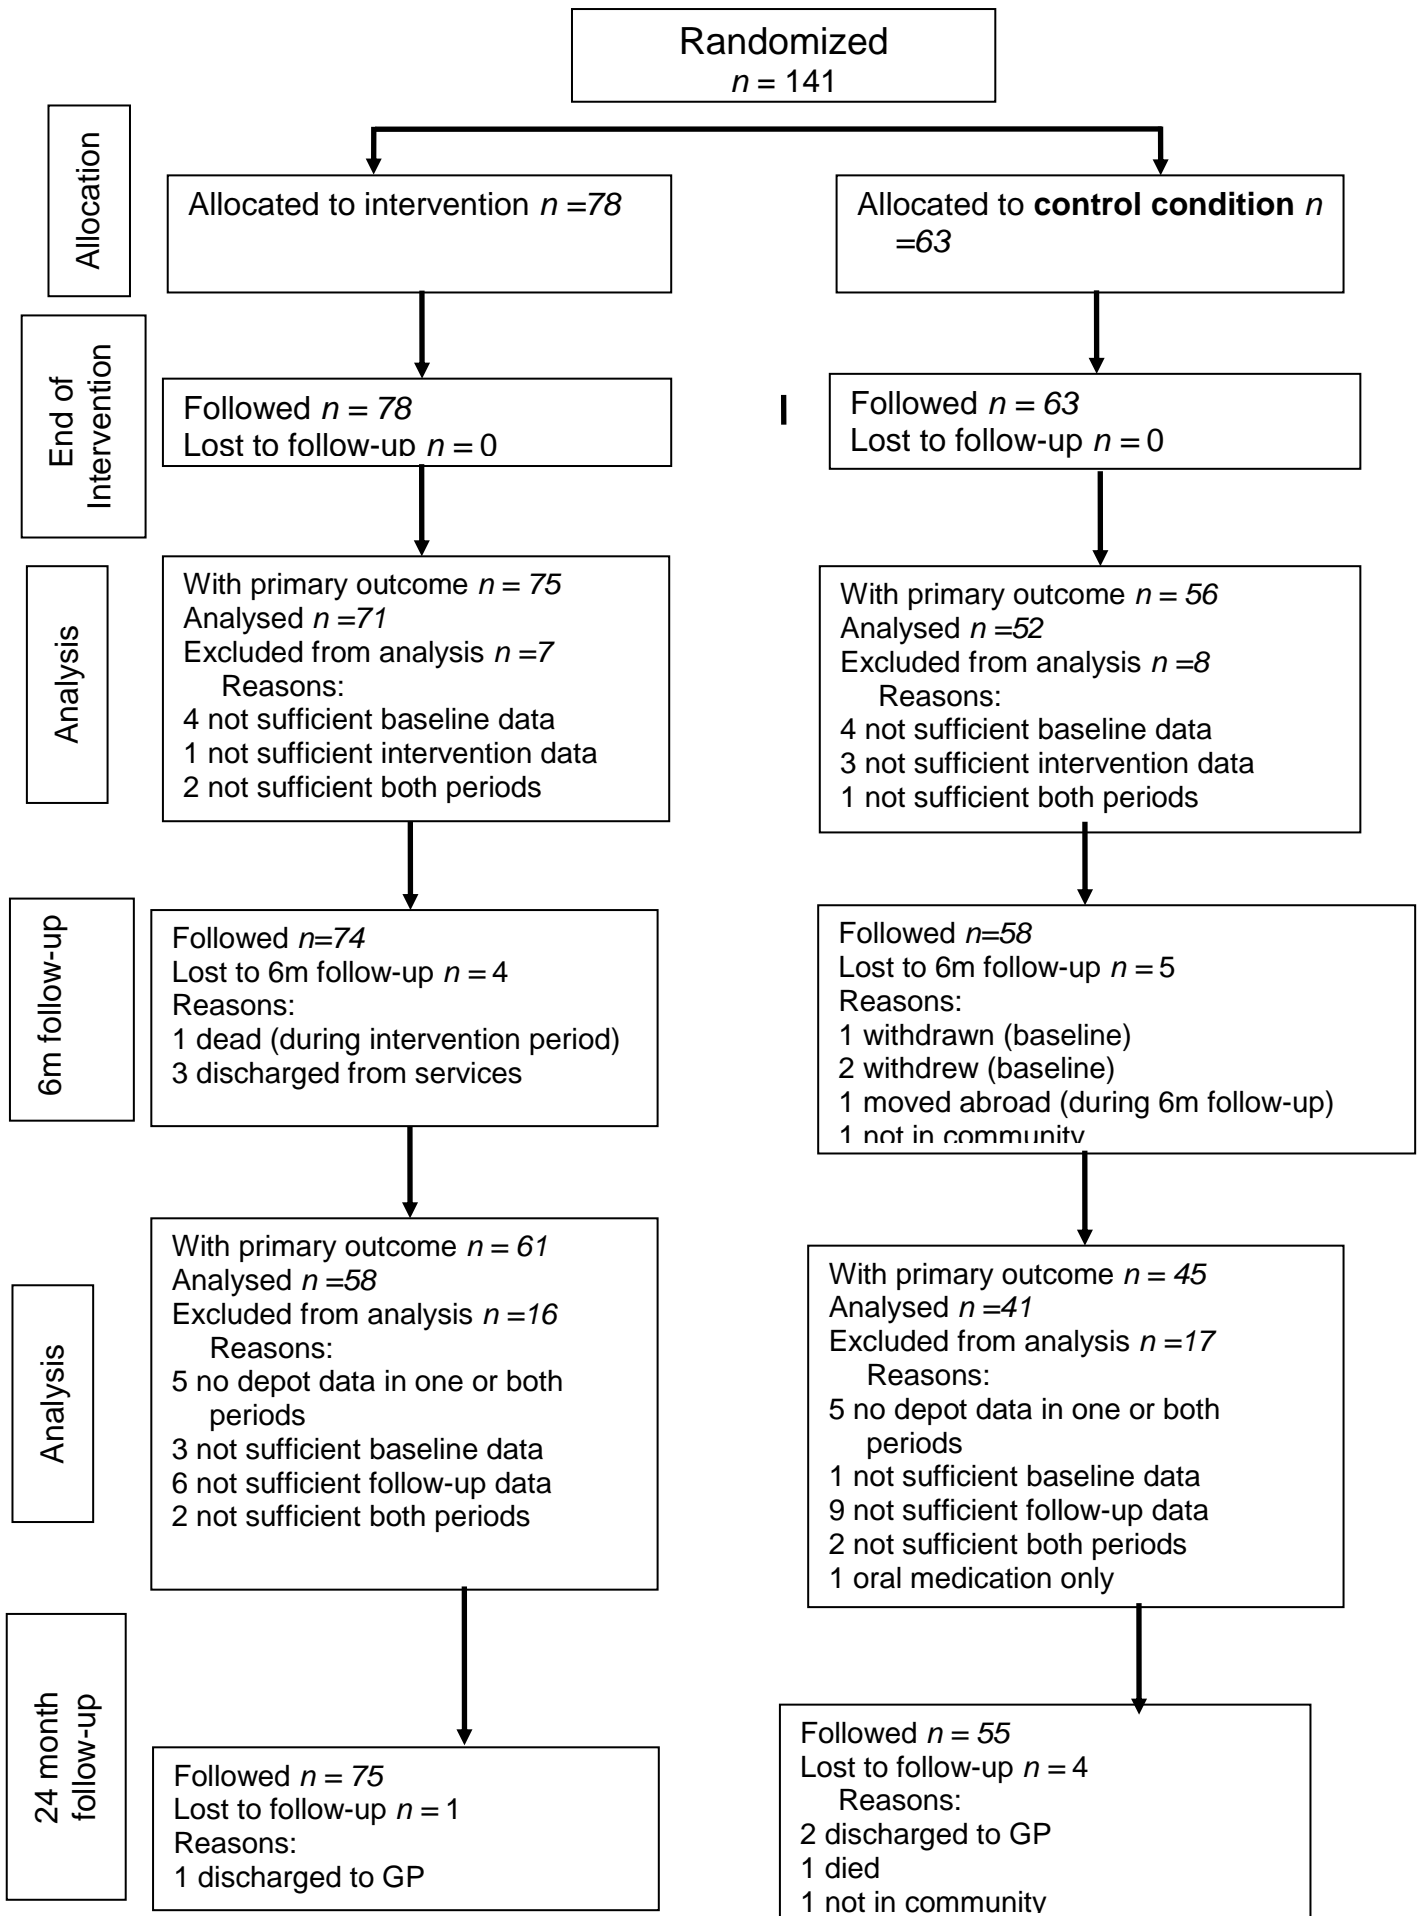 Randomized
n = 141
Allocation
Allocated to intervention n =78
Allocated to control condition n
=63
End of
Intervention
Followed n = 78
Lost to follow-up n = 0
I
Followed n = 63
Lost to follow-up n = 0
Analysis
With primary outcome n = 75
Analysed n =71
Excluded from analysis n =7
Reasons:
4 not sufficient baseline data
1 not sufficient intervention data
2 not sufficient both periods
With primary outcome n = 56
Analysed n =52
Excluded from analysis n =8
Reasons:
4 not sufficient baseline data
3 not sufficient intervention data
1 not sufficient both periods
6m follow-up
Followed n=74
Lost to 6m follow-up n = 4
Reasons:
1 dead (during intervention period)
3 discharged from services
Followed n=58
Lost to 6m follow-up n = 5
Reasons:
1 withdrawn (baseline)
2 withdrew (baseline)
1 moved abroad (during 6m follow-up)
1 not in community
Analysis
With primary outcome n = 61
Analysed n =58
Excluded from analysis n =16
Reasons:
5 no depot data in one or both
periods
3 not sufficient baseline data
6 not sufficient follow-up data
2 not sufficient both periods
With primary outcome n = 45
Analysed n =41
Excluded from analysis n =17
Reasons:
5 no depot data in one or both
periods
1 not sufficient baseline data
9 not sufficient follow-up data
2 not sufficient both periods
1 oral medication only
24 month
follow-up
Followed n = 75
Lost to follow-up n = 1
Reasons:
1 discharged to GP
Followed n = 55
Lost to follow-up n = 4
Reasons:
2 discharged to GP
1 died
1 not in community